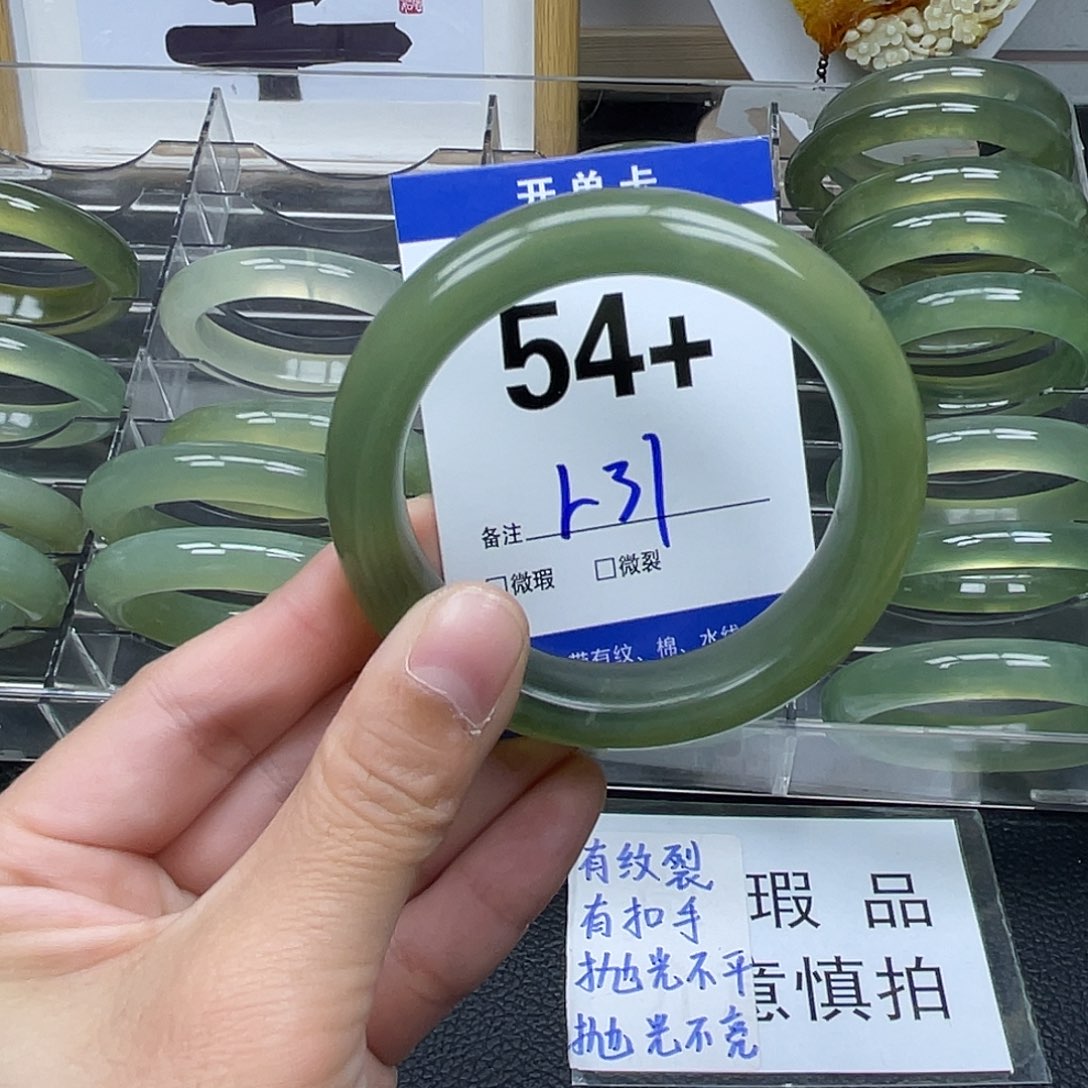 开单卡
54+
备注
微瑕 微裂
带有纹、棉、水线
有纹裂
有扣手
抛光不平
抛光不亮
瑕 品
意慎拍